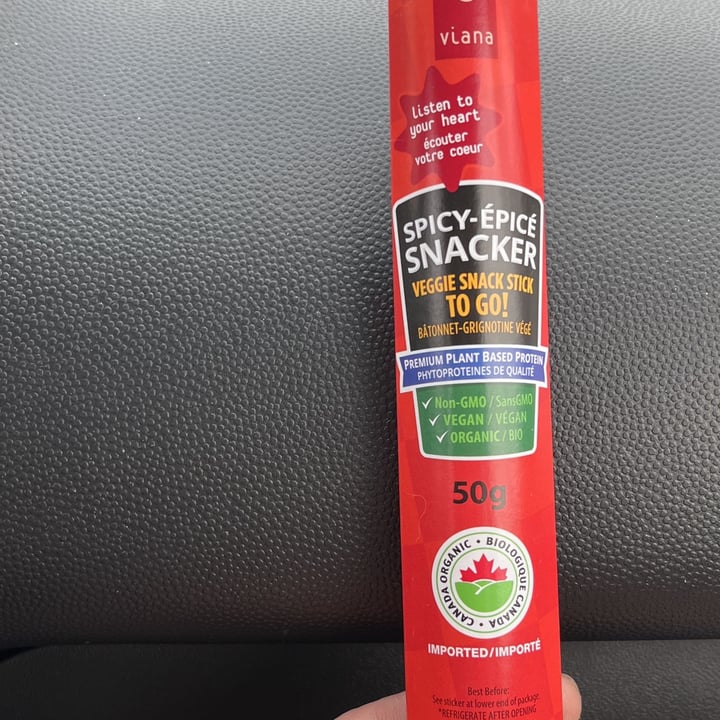 viana
listen to
your heart
écouter
votre coeur
SPICY-ÉPICÉ
SNACKER
VEGGIE SNACK STICK
TO GO!
BÂTONNET-GRIGNOTINE VÉGÉ
PREMIUM PLANT BASED PROTEIN
PHYTOPROTEINES DE QUALITÉ
Non-GMO / SansGMO
VEGAN / VÉGAN
ORGANIC / BIO
50g
CANADA ORGANIC • BIOLOGIQUE CANADA •
IMPORTED/IMPORTÉ
Best Before:
See sticker at lower end of package.
*REFRIGERATE AFTER OPENING